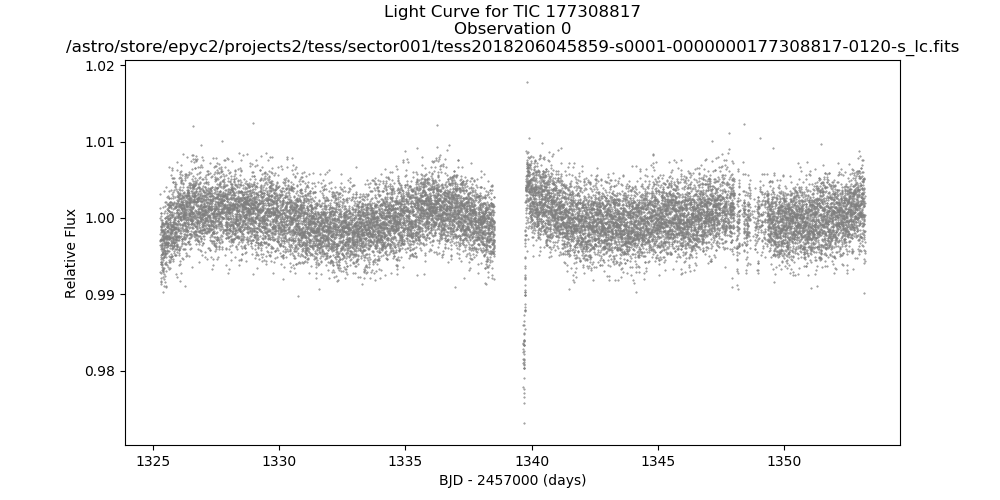 Light Curve for TIC 177308817
Observation 0
/astro/store/epyc2/projects2/tess/sector001/tess2018206045859-s0001-0000000177308817-0120-s_lc.fits
1.02
1.01
1.00
0.99
0.98
Relative Flux
1325
1330
1335
1340
1345
1350
BJD - 2457000 (days)